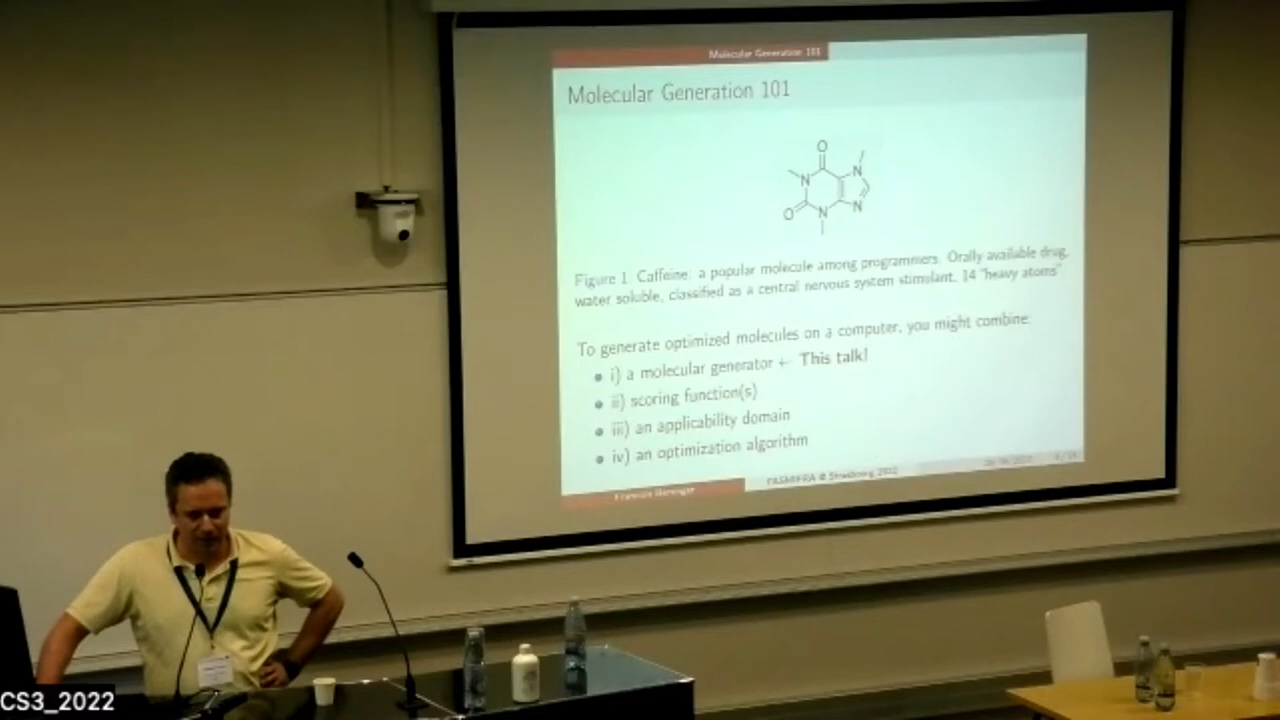 Molecular Generation 101
Molecular Generation 101
O
N
N
O
N
N
Figure 1. Caffeine: a popular molecule among programmers. Orally available drug,
water soluble, classified as a central nervous system stimulant. 14 "heavy atoms"
To generate optimized molecules on a computer, you might combine:
i) a molecular generator ← This talk!
ii) scoring function(s)
iii) an applicability domain
iv) an optimization algorithm
Francois Berenger
FASMIFRA @ Strasbourg 2022
CS3_2022